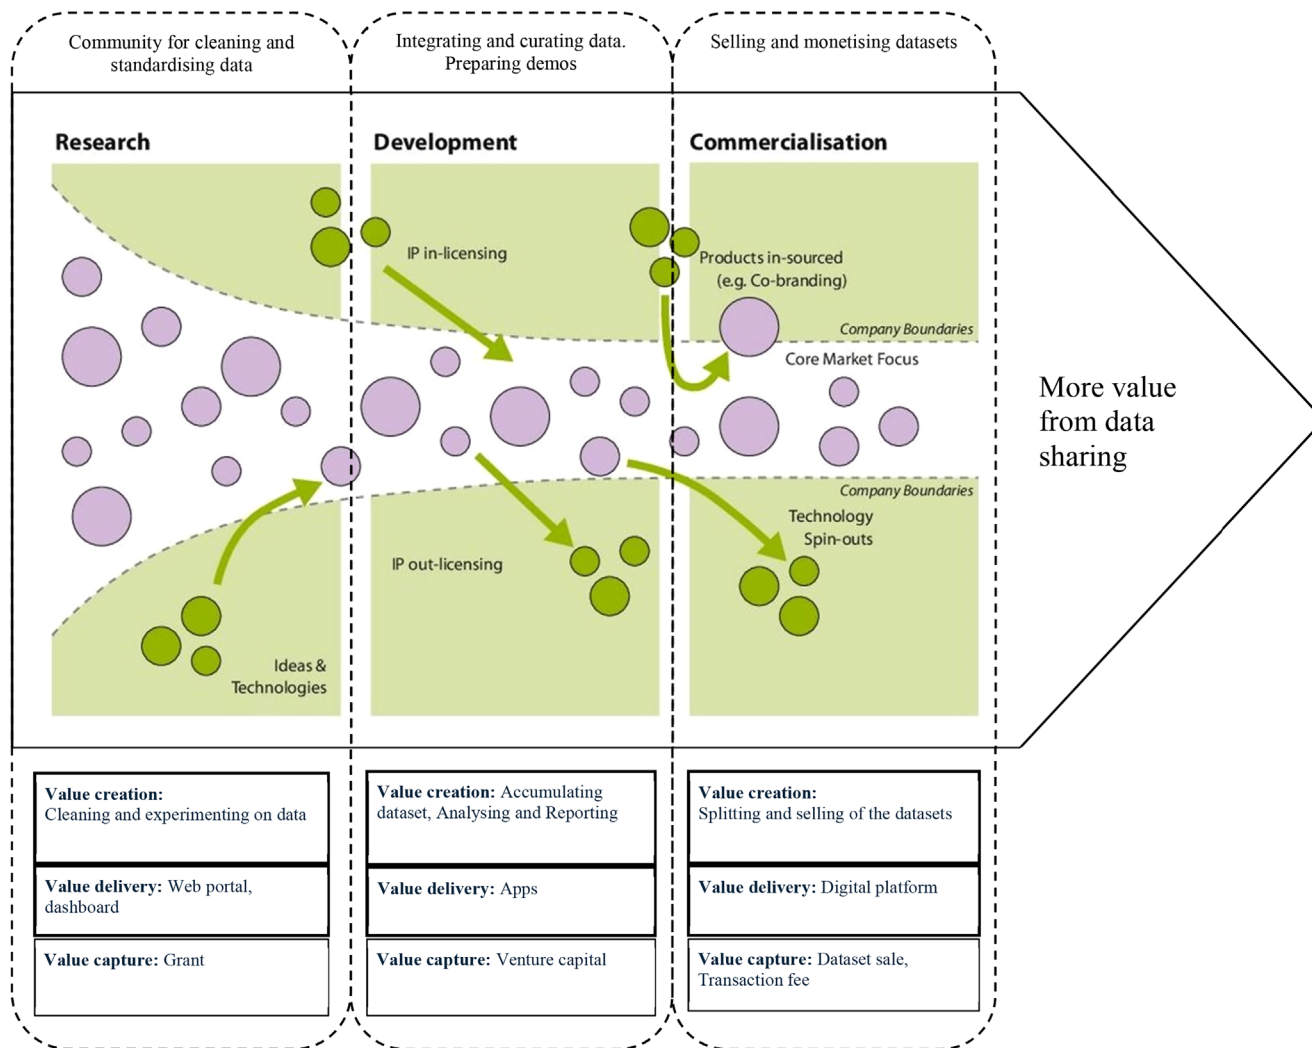 Community for cleaning and
standardising data
Integrating and curating data.
Preparing demos
Selling and monetising datasets
Research
Development
Commercialisation
IP in-licensing
Products in-sourced
(e.g. Co-branding)
Company Boundaries
Core Market Focus
More value
from data
sharing
Company Boundaries
Technology
Spin-outs
IP out-licensing
Ideas &
Technologies
Value creation:
Cleaning and experimenting on data
Value delivery: Web portal,
dashboard
Value capture: Grant
Value creation: Accumulating
dataset, Analysing and Reporting
Value delivery: Apps
Value capture: Venture capital
Value creation:
Splitting and selling of the datasets
Value delivery: Digital platform
Value capture: Dataset sale,
Transaction fee